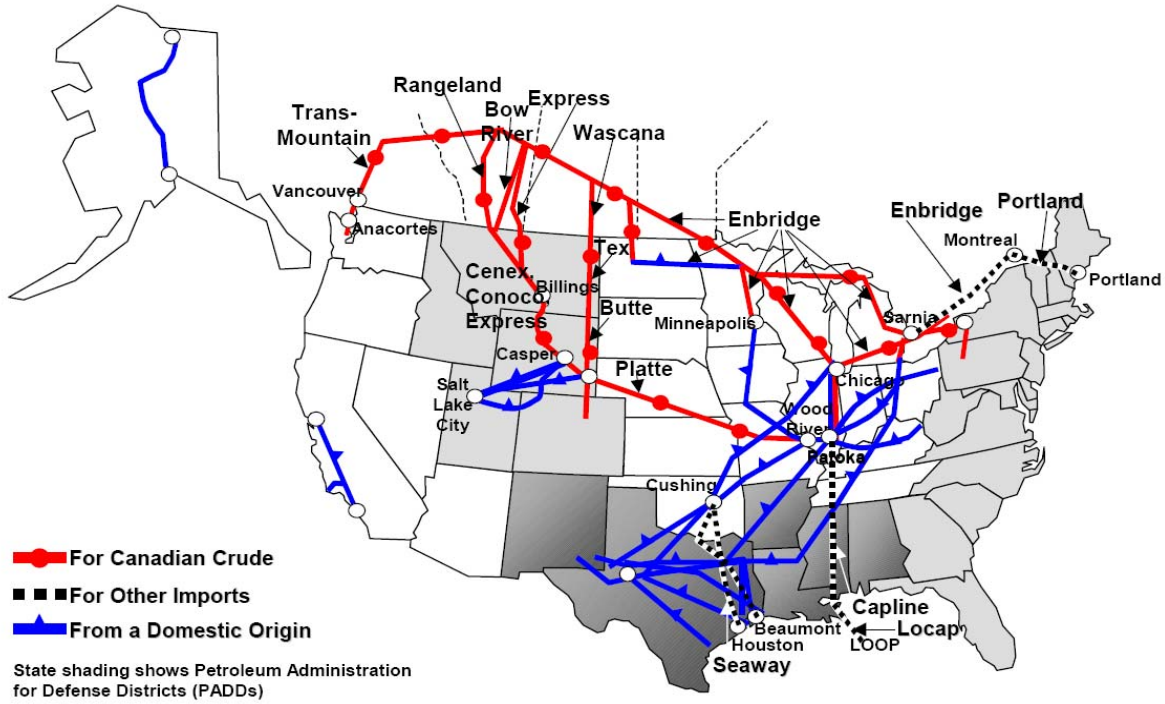 Rangeland
Express
Bow
River
Trans-
Mountain
Wascana
Vancouver
Anacortes
Enbridge
Enbridge
Portland
Montreal
Portland
Tex
Cenex,
Conoco,
Express
Billings
Butte
Minneapolis
Sarnia
Casper
Platte
Chicago
Salt
Lake
City
Wood
River
Patoka
Cushing
For Canadian Crude
For Other Imports
From a Domestic Origin
Capline
Locap
LOOP
Beaumont
Houston
Seaway
State shading shows Petroleum Administration
for Defense Districts (PADDs)